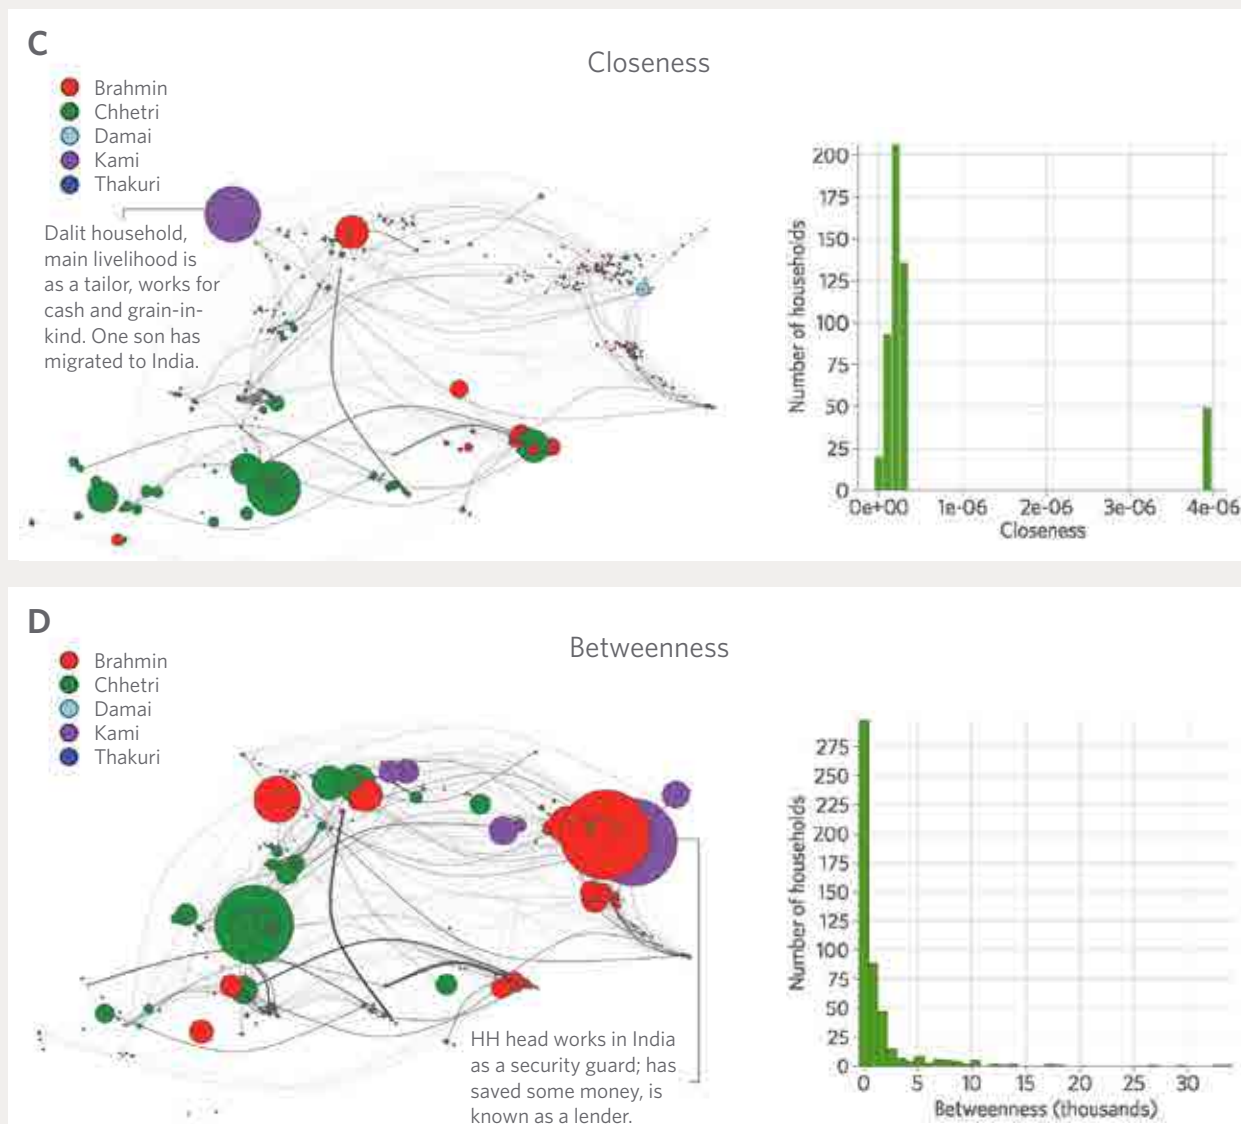 C
Closeness
Brahmin
Chhetri
Damai
Kami
Thakuri
Dalit household,
main livelihood is
as a tailor, works for
cash and grain-in-
kind. One son has
migrated to India.
Number of households
200
175
150
125
100
75
50
25
0
0e+00 1e-06 2e-06 3e-06 4e-06
Closeness
D
Betweenness
Brahmin
Chhetri
Damai
Kami
Thakuri
HH head works in India
as a security guard; has
saved some money, is
known as a lender.
Number of households
275
250
225
200
175
150
125
100
75
50
25
0
0 5 10 15 20 25 30
Betweenness (thousands)